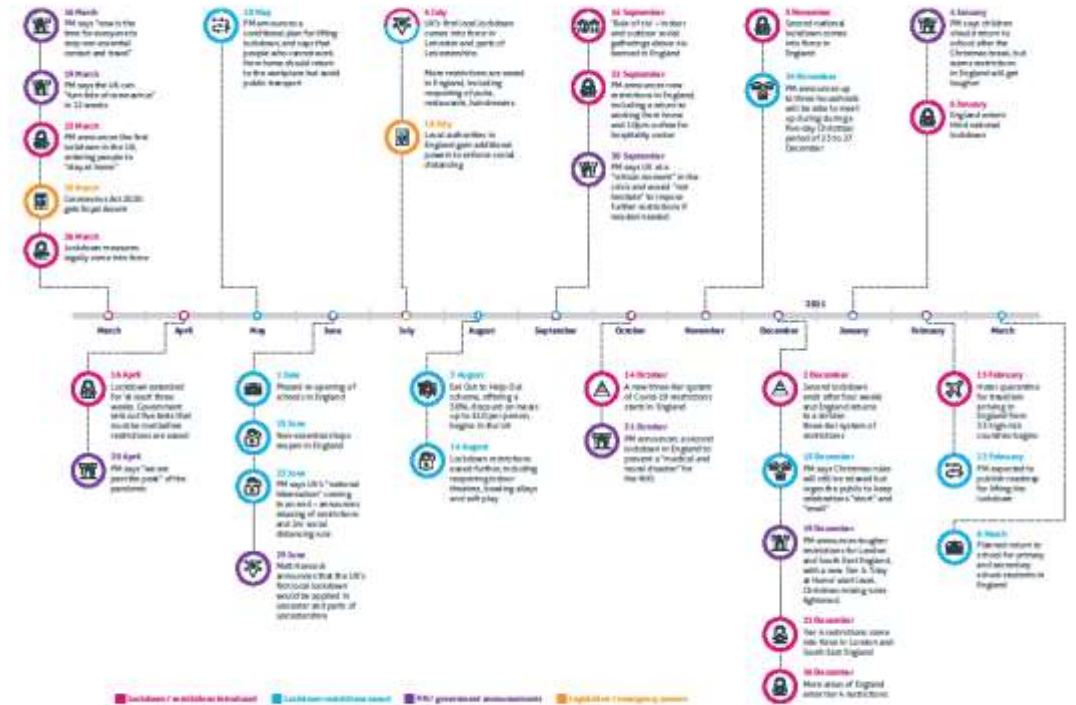 16 March
PM says "now is the
time for everyone to
stop non-essential
contact and travel"
19 March
PM says the UK can
"turn tide of coronavirus"
in 12 weeks
23 March
PM announces the first
lockdown in the UK,
ordering people to
"stay at home"
25 March
Coronavirus Act 2020
gets Royal Assent
26 March
Lockdown measures
legally come into force
10 May
PM announces a
conditional plan for lifting
lockdown, and says that
people who cannot work
from home should return
to the workplace but avoid
public transport
4 July
UK's first local lockdown
comes into force in
Leicester and parts of
Leicestershire
More restrictions are eased
in England, including
reopening of pubs,
restaurants, hairdressers
18 July
Local authorities in
England gain additional
powers to enforce social
distancing
14 September
'Rule of six' – indoor
and outdoor social
gatherings above six
banned in England
22 September
PM announces new
restrictions in England,
including a return to
working from home
and 10pm curfew for
hospitality sector
30 September
PM says UK at a
"critical moment" in the
crisis and would "not
hesitate" to impose
further restrictions if
needed
5 November
Second national
lockdown comes
into force in
England
24 November
PM announces up
to three households
will be able to meet
up during during a
five-day Christmas
period of 23 to 27
December
4 January
PM says children
should return to
school after the
Christmas break, but
warns restrictions
in England will get
tougher
6 January
England enters
third national
lockdown
2021
March
April
May
June
July
August
September
October
November
December
January
February
March
16 April
Lockdown extended
for 'at least' three
weeks. Government
sets out five tests that
must be met before
restrictions are eased
30 April
PM says "we are
past the peak" of the
pandemic
1 June
Phased re-opening of
schools in England
15 June
Non-essential shops
reopen in England
23 June
PM says UK's "national
hibernation" coming
to an end – announces
relaxing of restrictions
and 2m social
distancing rule
29 June
Matt Hancock
announces that the UK's
first local lockdown
would be applied in
Leicester and parts of
Leicestershire
3 August
Eat Out to Help Out
scheme, offering a
50% discount on meals
up to £10 per person,
begins in the UK
14 August
Lockdown restrictions
eased further, including
reopening indoor
theatres, bowling alleys
and soft play
14 October
A new three-tier system
of Covid-19 restrictions
starts in England
31 October
PM announces a second
lockdown in England to
prevent a "medical and
moral disaster" for
the NHS
2 December
Second lockdown
ends after four weeks
and England returns
to a stricter
three-tier system of
restrictions
15 December
PM says Christmas rules
will still be relaxed but
urges the public to keep
celebrations "short" and
"small"
19 December
PM announces tougher
restrictions for London
and South East England,
with a new Tier 4: 'Stay
at Home' alert level.
Christmas mixing rules
tightened.
21 December
Tier 4 restrictions come
into force in London and
South East England
26 December
More areas of England
enter tier 4 restrictions
15 February
Hotel quarantine
for travellers
arriving in
England from
33 high-risk
countries begins
22 February
PM expected to
publish roadmap
for lifting the
lockdown
8 March
Planned return to
school for primary
and secondary
school students in
England
Lockdown / restrictions introduced
Lockdown restrictions eased
PM / government announcements
Legislation / emergency powers